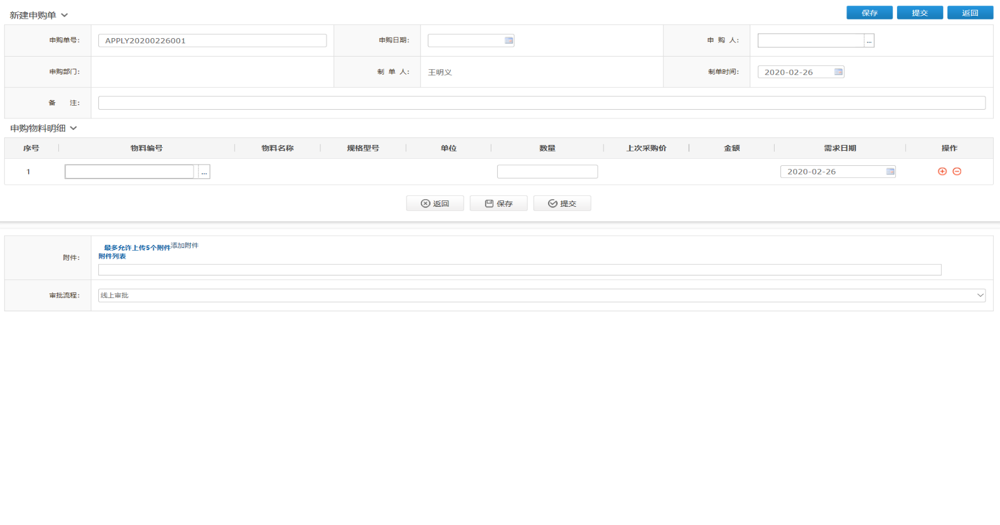 新建申购单
保存 提交 返回
申购单号: APPLY20200226001 申购日期: 申 购 人: ...
申购部门: 制 单 人: 王明义 制单时间: 2020-02-26
备 注:
申购物料明细
序号 物料编号 物料名称 规格型号 单位 数量 上次采购价 金额 需求日期 操作
1 ... 2020-02-26
返回 保存 提交
最多允许上传5个附件添加附件
附件: 附件列表
审批流程: 线上审批